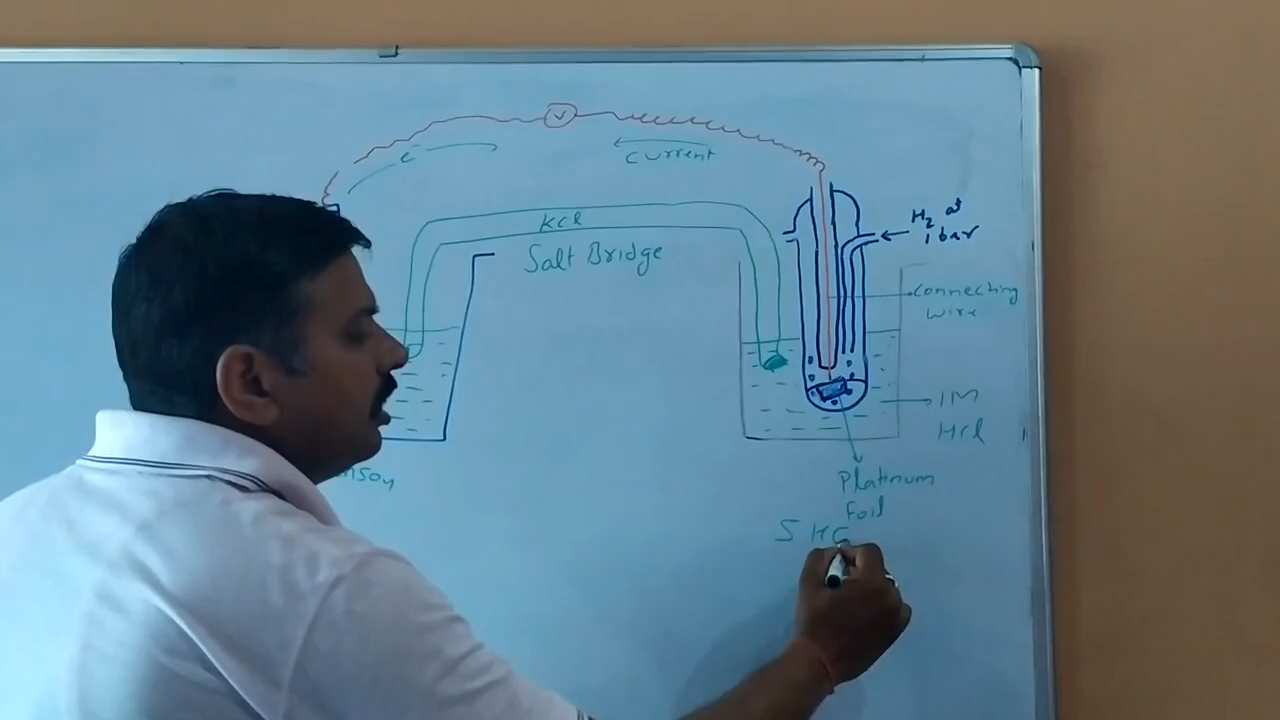 V
e
Current
KCl
Salt Bridge
H2 at
1 bar
Connecting
wire
1M
HCl
Platinum
Foil
SHE